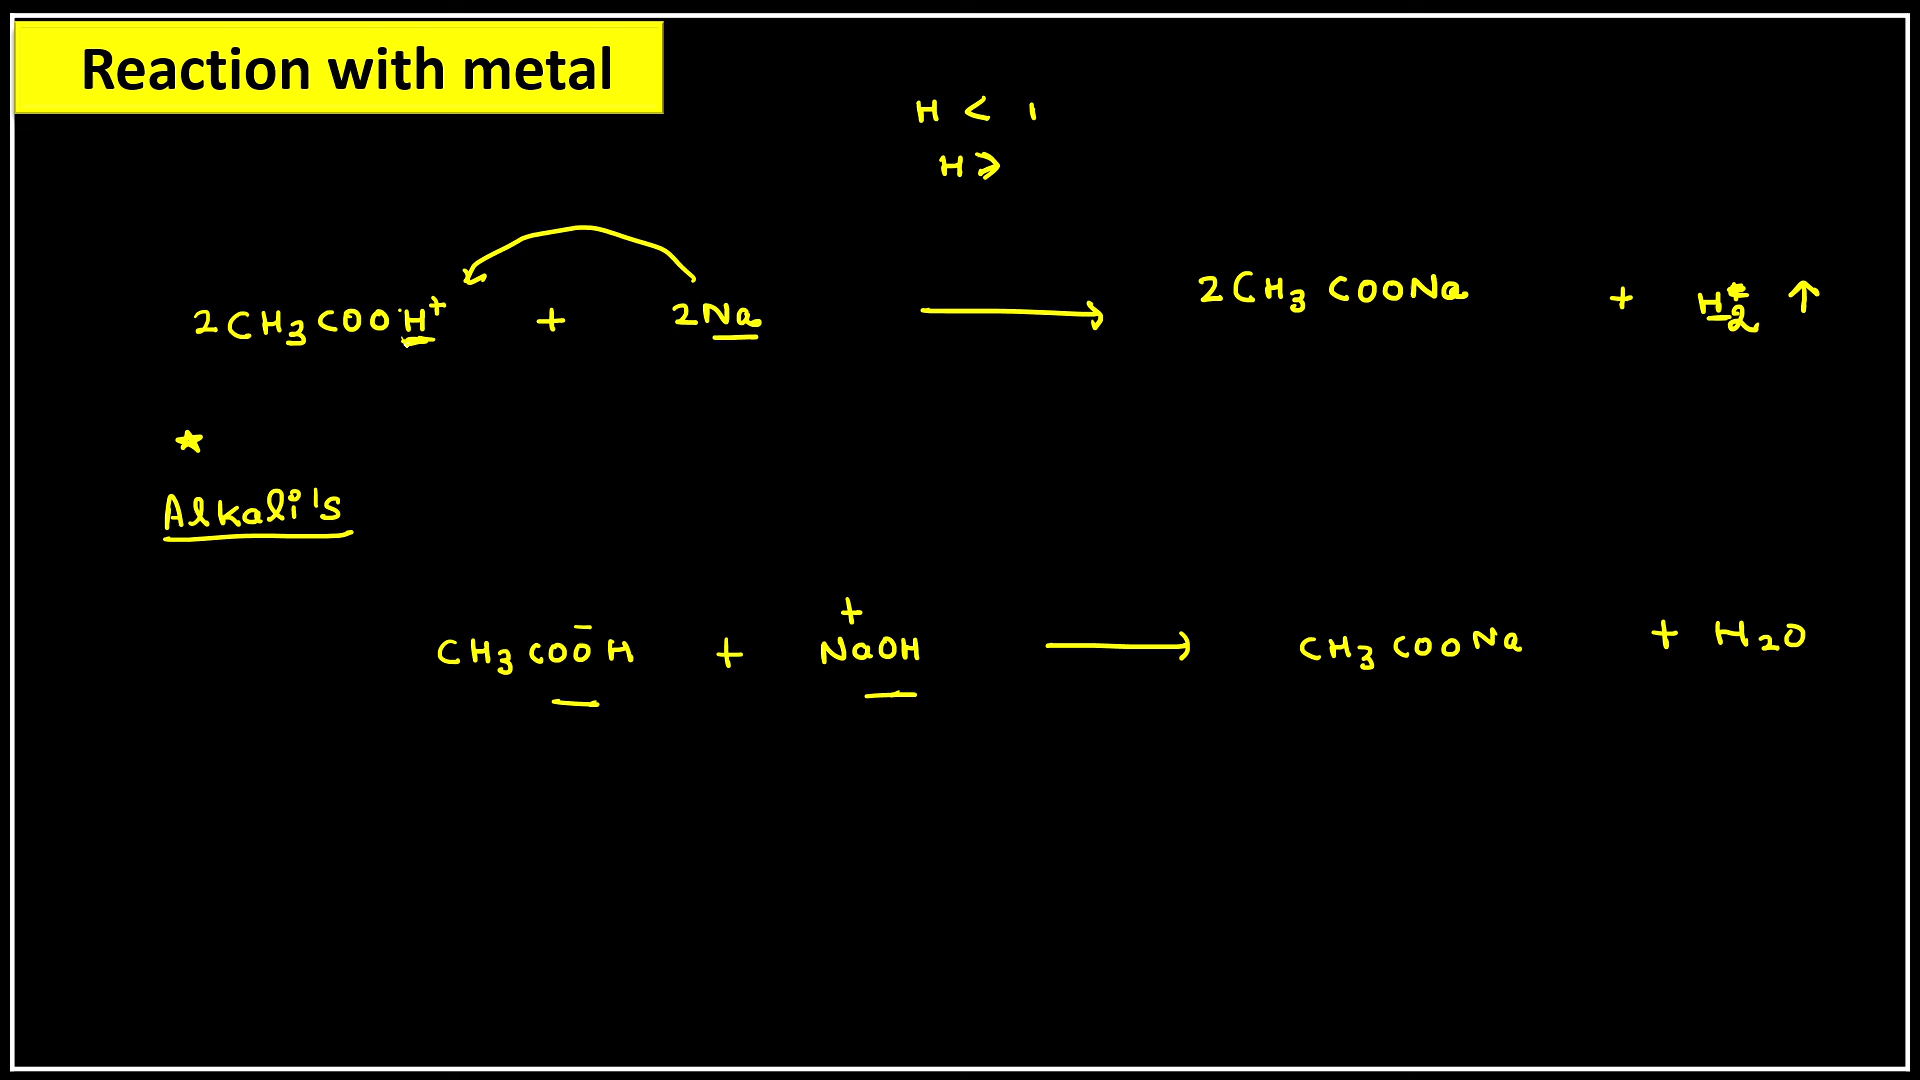 Reaction with metal
H < 1
H >
2CH3COOH+ + 2Na → 2CH3COONa + H2 ↑
★
Alkali's
CH3COO̅H + NaOH → CH3COONa + H2O
+